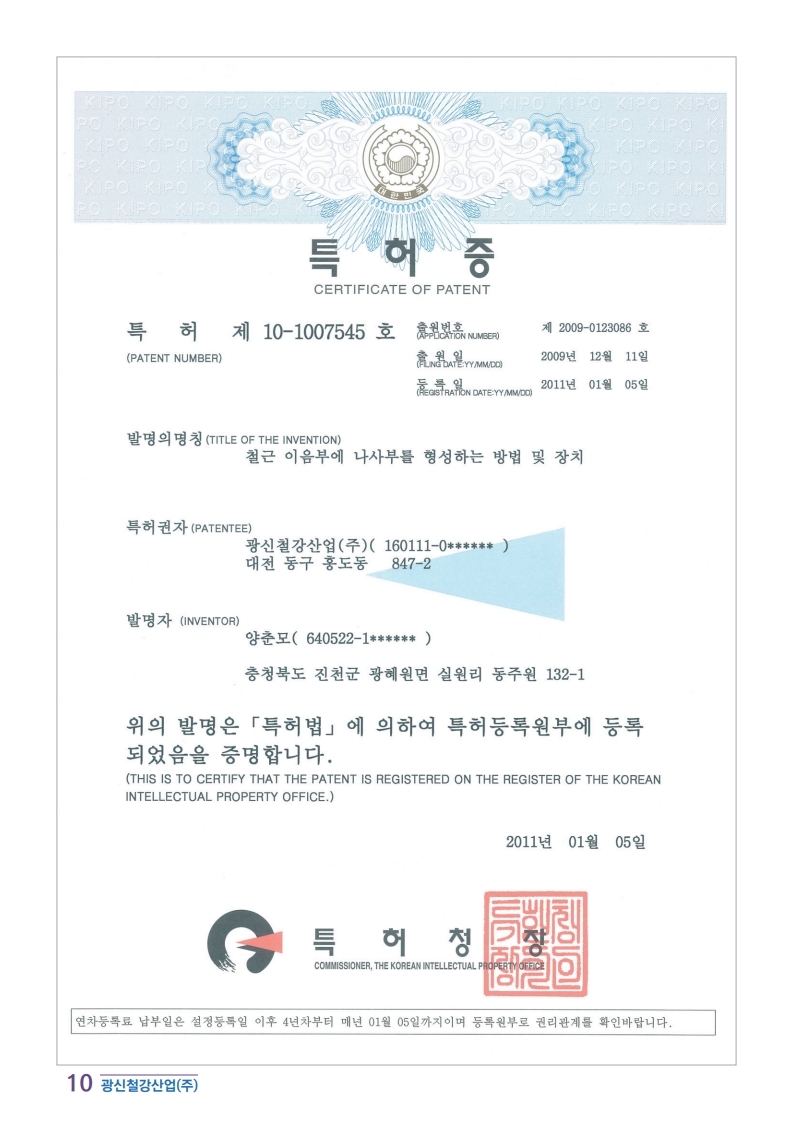 KIPO KIPO KIPO KIPO KIPO KIPO KIPO KIPO
대한민국
특 허 증
CERTIFICATE OF PATENT
특 허 제 10-1007545 호
(PATENT NUMBER)
출원번호 제 2009-0123086 호
(APPLICATION NUMBER)
출 원 일 2009년 12월 11일
(FILING DATE:YY/MM/DD)
등 록 일 2011년 01월 05일
(REGISTRATION DATE:YY/MM/DD)
발명의명칭 (TITLE OF THE INVENTION)
철근 이음부에 나사부를 형성하는 방법 및 장치
특허권자 (PATENTEE)
광신철강산업(주)( 160111-0****** )
대전 동구 홍도동 847-2
발명자 (INVENTOR)
양춘모( 640522-1****** )
충청북도 진천군 광혜원면 실원리 동주원 132-1
위의 발명은 「특허법」에 의하여 특허등록원부에 등록
되었음을 증명합니다.
(THIS IS TO CERTIFY THAT THE PATENT IS REGISTERED ON THE REGISTER OF THE KOREAN
INTELLECTUAL PROPERTY OFFICE.)
2011년 01월 05일
특 허 청 장
COMMISSIONER, THE KOREAN INTELLECTUAL PROPERTY OFFICE
연차등록료 납부일은 설정등록일 이후 4년차부터 매년 01월 05일까지이며 등록원부로 권리관계를 확인바랍니다.
10 광신철강산업(주)